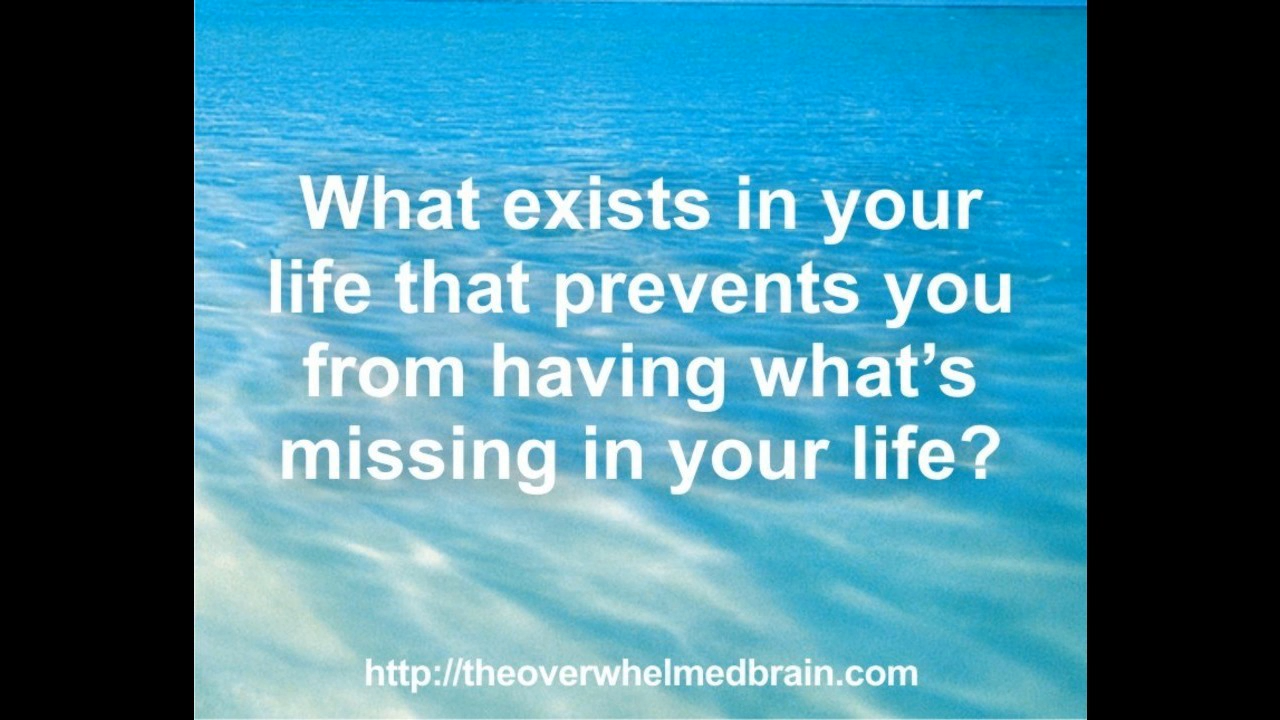 What exists in your
life that prevents you
from having what’s
missing in your life?
http://theoverwhelmedbrain.com